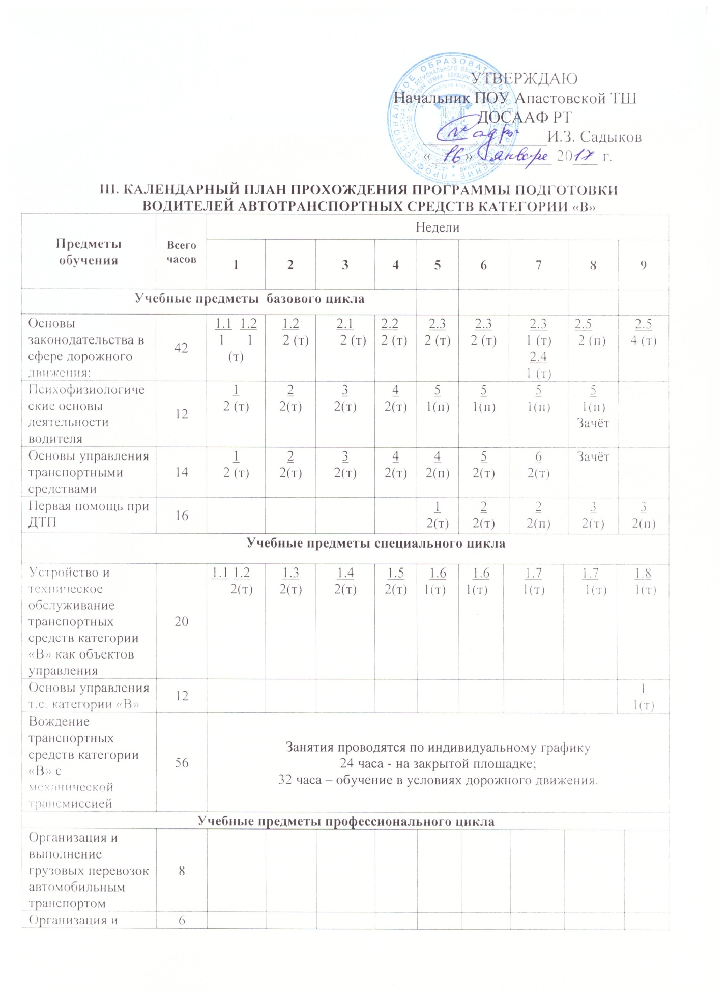 УТВЕРЖДАЮ
Начальник ПОУ Апастовской ТШ
ДОСААФ РТ
И.З. Садыков
«16» января 2017 г.
III. КАЛЕНДАРНЫЙ ПЛАН ПРОХОЖДЕНИЯ ПРОГРАММЫ ПОДГОТОВКИ
ВОДИТЕЛЕЙ АВТОТРАНСПОРТНЫХ СРЕДСТВ КАТЕГОРИИ «В»
Предметы
обучения
Всего
часов
Недели
1 2 3 4 5 6 7 8 9
Учебные предметы базового цикла
Основы
законодательства в
сфере дорожного
движения:
42
1.1 1.2
1 1
(т)
1.2
2 (т)
2.1
2 (т)
2.2
2 (т)
2.3
2 (т)
2.3
2 (т)
2.3
1 (т)
2.4
1 (т)
2.5
2 (п)
2.5
4 (т)
Психофизиологиче
ские основы
деятельности
водителя
12
1
2 (т)
2
2(т)
3
2(т)
4
2(т)
5
1(п)
5
1(п)
5
1(п)
5
1(п)
Зачёт
Основы управления
транспортными
средствами
14
1
2 (т)
2
2(т)
3
2(т)
4
2(т)
4
2(п)
5
2(т)
6
2(т)
Зачёт
Первая помощь при
ДТП
16
1
2(т)
2
2(т)
2
2(п)
3
2(т)
3
2(п)
Учебные предметы специального цикла
Устройство и
техническое
обслуживание
транспортных
средств категории
«В» как объектов
управления
20
1.1 1.2
2(т)
1.3
2(т)
1.4
2(т)
1.5
2(т)
1.6
1(т)
1.6
1(т)
1.7
1(т)
1.7
1(т)
1.8
1(т)
Основы управления
т.с. категории «В»
12
1
1(т)
Вождение
транспортных
средств категории
«В» с
механической
трансмиссией
56
Занятия проводятся по индивидуальному графику
24 часа - на закрытой площадке;
32 часа – обучение в условиях дорожного движения.
Учебные предметы профессионального цикла
Организация и
выполнение
грузовых перевозок
автомобильным
транспортом
8
Организация и
6